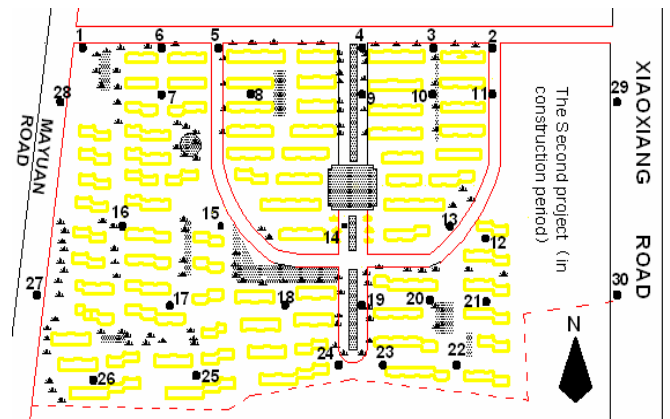 1 6 5 4 3 2
28 7 8 9 10 11 29
MAYUAN
ROAD
XIAOXANG ROAD
The Second project (in
construction period)
16 15 14 13 12
27 17 18 19 20 21 30
N
26 25 24 23 22